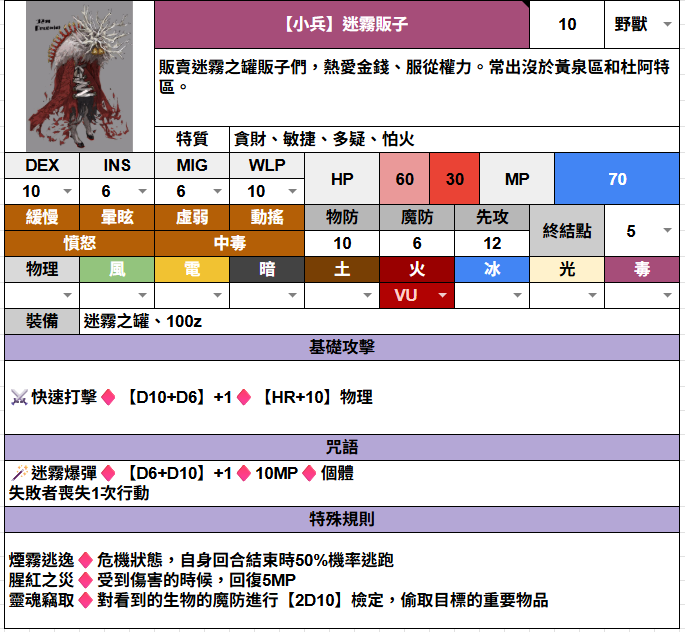 【小兵】迷霧販子 10 野獸
販賣迷霧之罐販子們，熱愛金錢、服從權力。常出沒於黃泉區和杜阿特
區。
特質 貪財、敏捷、多疑、怕火
DEX INS MIG WLP HP 60 30 MP 70
10 6 6 10
緩慢 暈眩 虛弱 動搖 物防 魔防 先攻 終結點 5
憤怒 中毒 10 6 12
物理 風 電 暗 土 火 冰 光 毒
VU
裝備 迷霧之罐、100z
基礎攻擊
⚔️快速打擊♦️【D10+D6】+1♦️【HR+10】物理
咒語
🪄迷霧爆彈♦️【D6+D10】+1♦️10MP♦️個體
失敗者喪失1次行動
特殊規則
煙霧逃逸♦️危機狀態，自身回合結束時50%機率逃跑
腥紅之災♦️受到傷害的時候，回復5MP
靈魂竊取♦️對看到的生物的魔防進行【2D10】檢定，偷取目標的重要物品